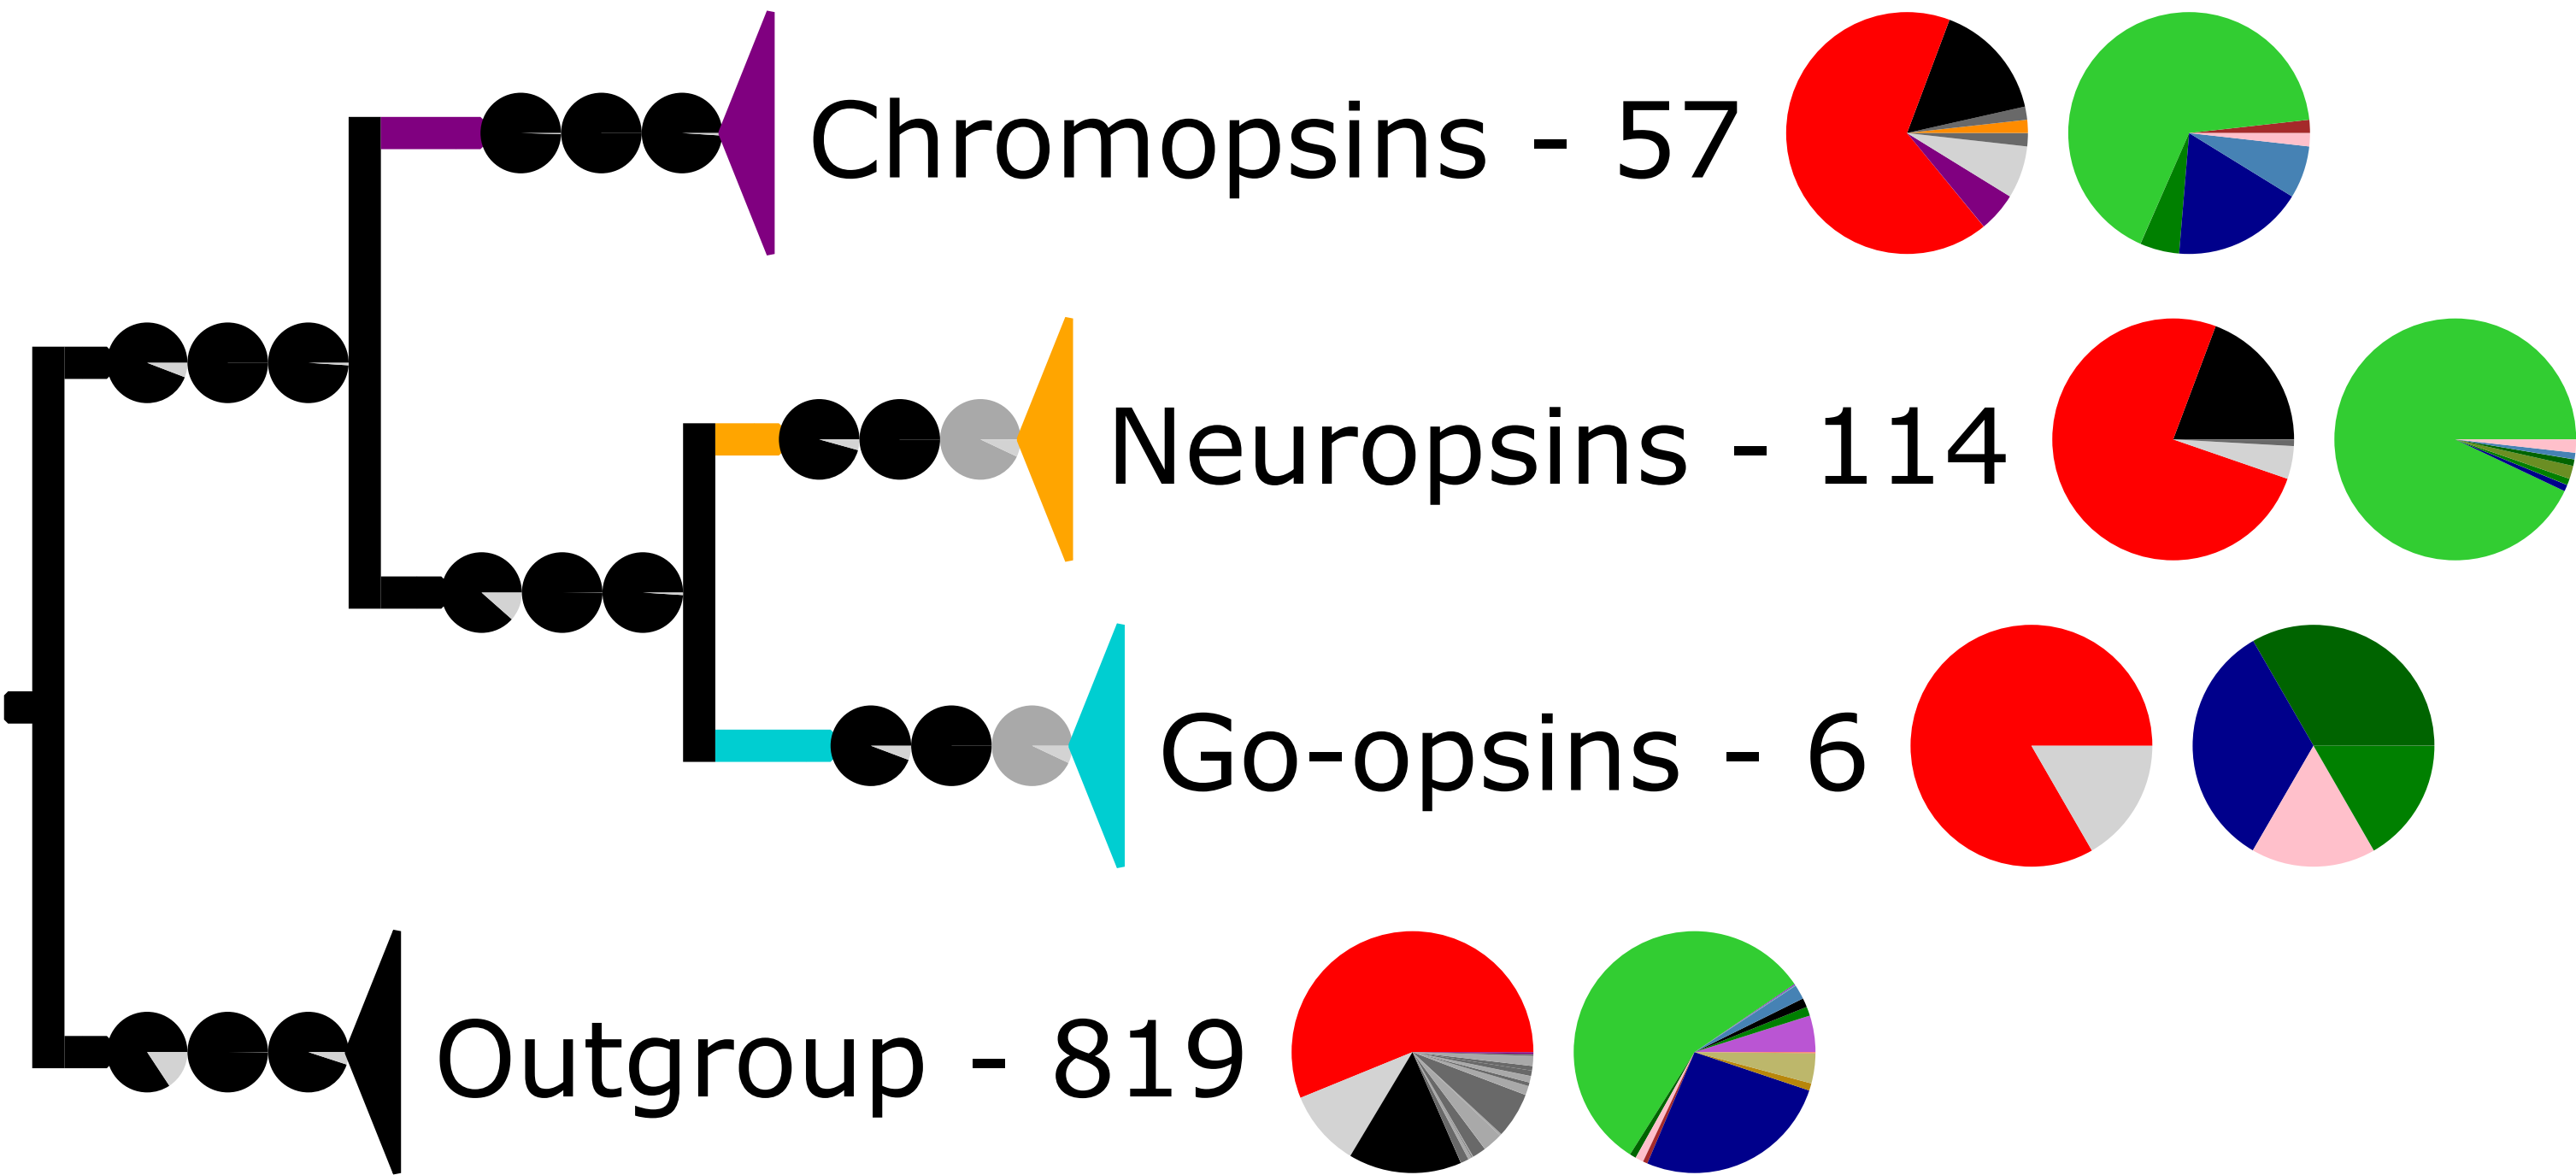 Chromopsins - 57
Neuropsins - 114
Go-opsins - 6
Outgroup - 819